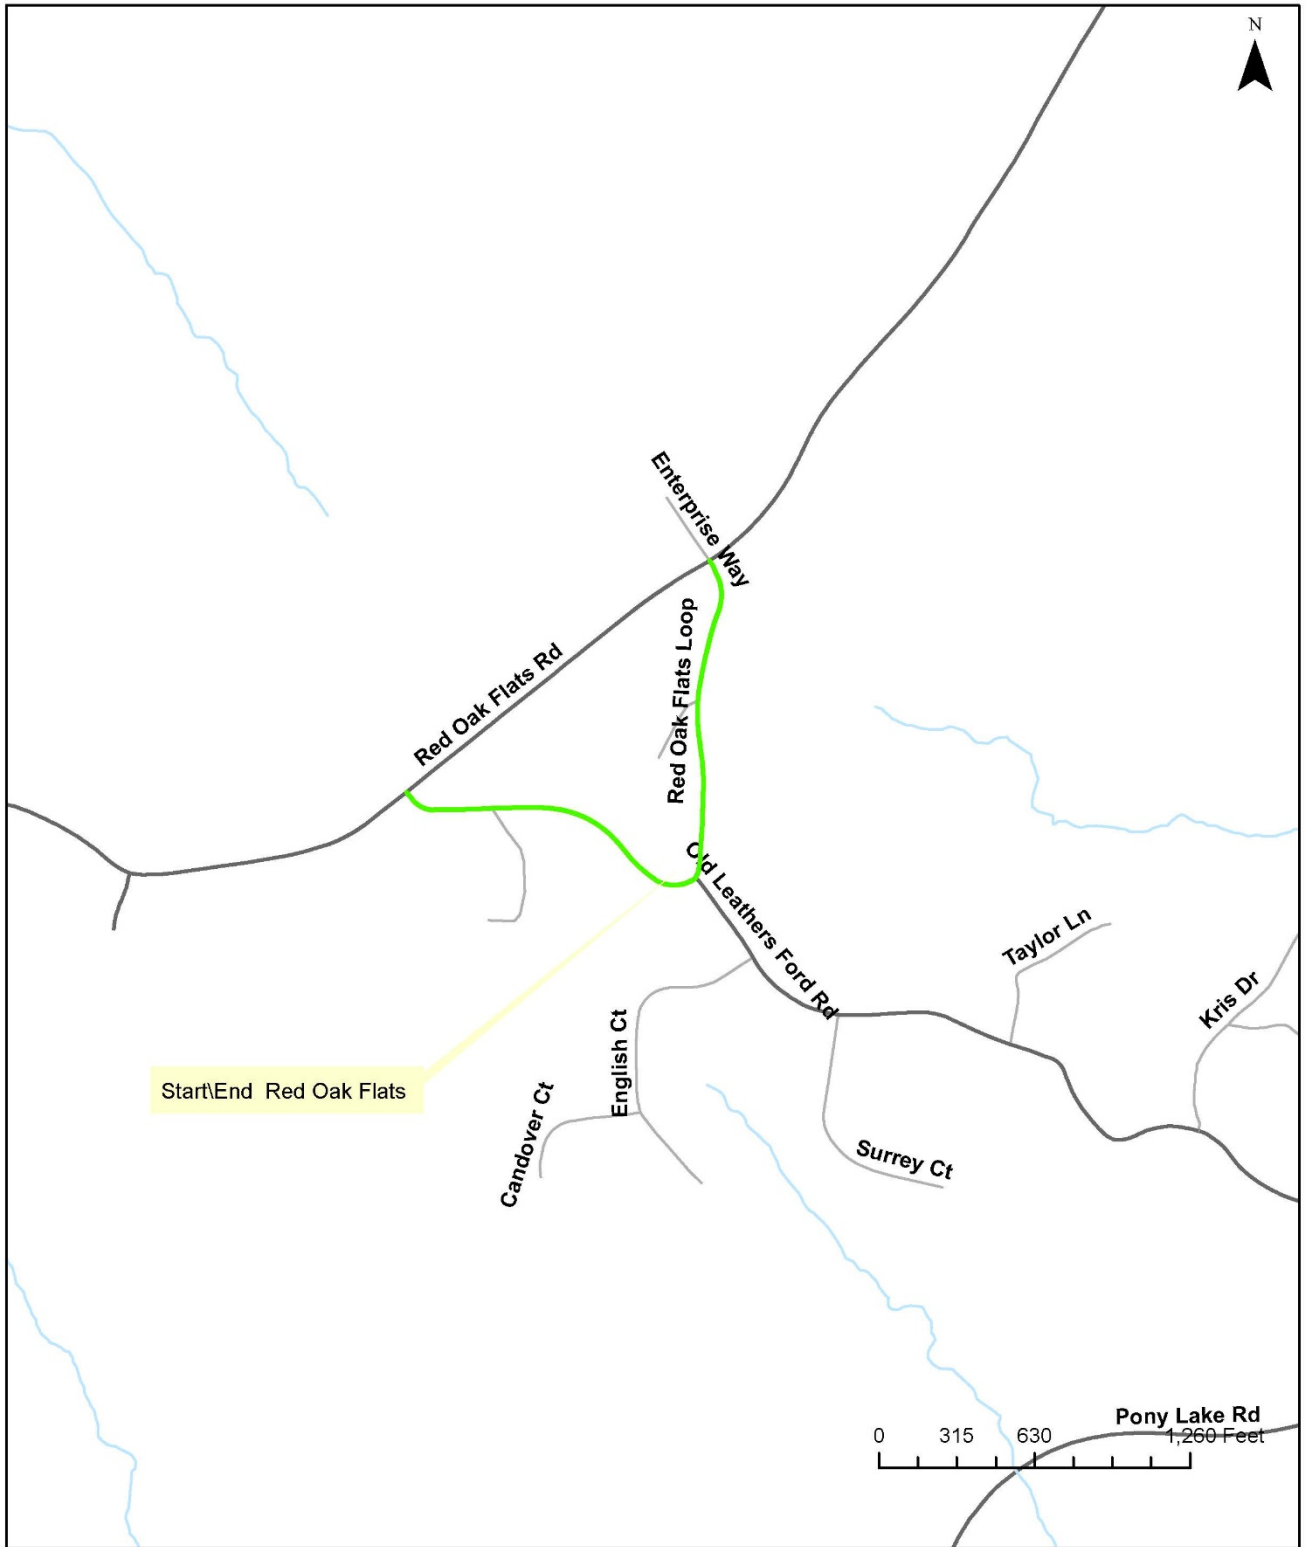 N
Enterprise Way
Red Oak Flats Loop
Red Oak Flats Rd
Old Leathers Ford Rd
Taylor Ln
Kris Dr
English Ct
Start\End  Red Oak Flats
Candover Ct
Surrey Ct
Pony Lake Rd
0 315 630 1,260 Feet